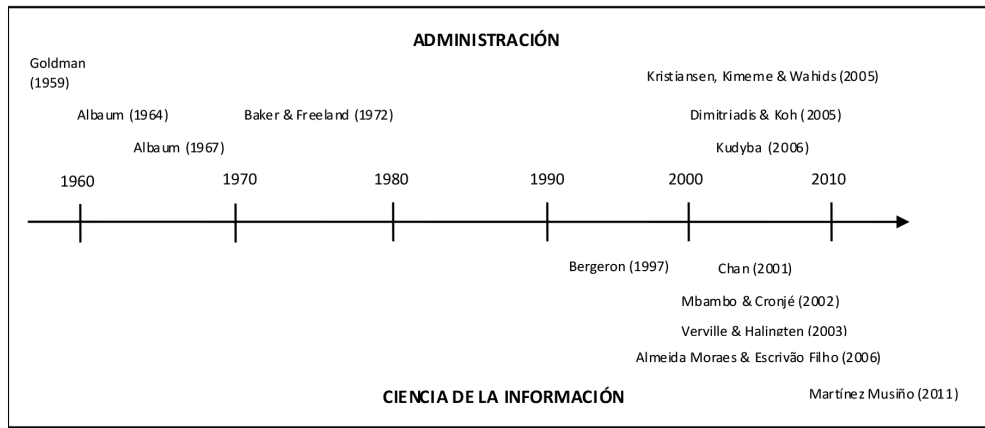 ADMINISTRACIÓN
Goldman
(1959)
Kristiansen, Kimeme & Wahids (2005)
Albaum (1964)
Baker & Freeland (1972)
Dimitriadis & Koh (2005)
Albaum (1967)
Kudyba (2006)
1960
1970
1980
1990
2000
2010
Bergeron (1997)
Chan (2001)
Mbambo & Cronjé (2002)
Verville & Halingten (2003)
Almeida Moraes & Escrivão Filho (2006)
CIENCIA DE LA INFORMACIÓN
Martínez Musiño (2011)